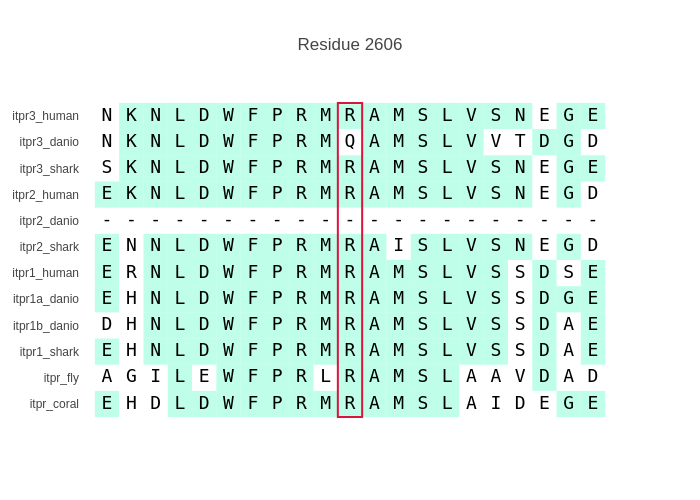 Residue 2606
itpr3_human N K N L D W F P R M R A M S L V S N E G E
itpr3_danio N K N L D W F P R M Q A M S L V V T D G D
itpr3_shark S K N L D W F P R M R A M S L V S N E G E
itpr2_human E K N L D W F P R M R A M S L V S N E G D
itpr2_danio - - - - - - - - - - - - - - - - - - - - -
itpr2_shark E N N L D W F P R M R A I S L V S N E G D
itpr1_human E R N L D W F P R M R A M S L V S S D S E
itpr1a_danio E H N L D W F P R M R A M S L V S S D G E
itpr1b_danio D H N L D W F P R M R A M S L V S S D A E
itpr1_shark E H N L D W F P R M R A M S L V S S D A E
itpr_fly A G I L E W F P R L R A M S L A A V D A D
itpr_coral E H D L D W F P R M R A M S L A I D E G E